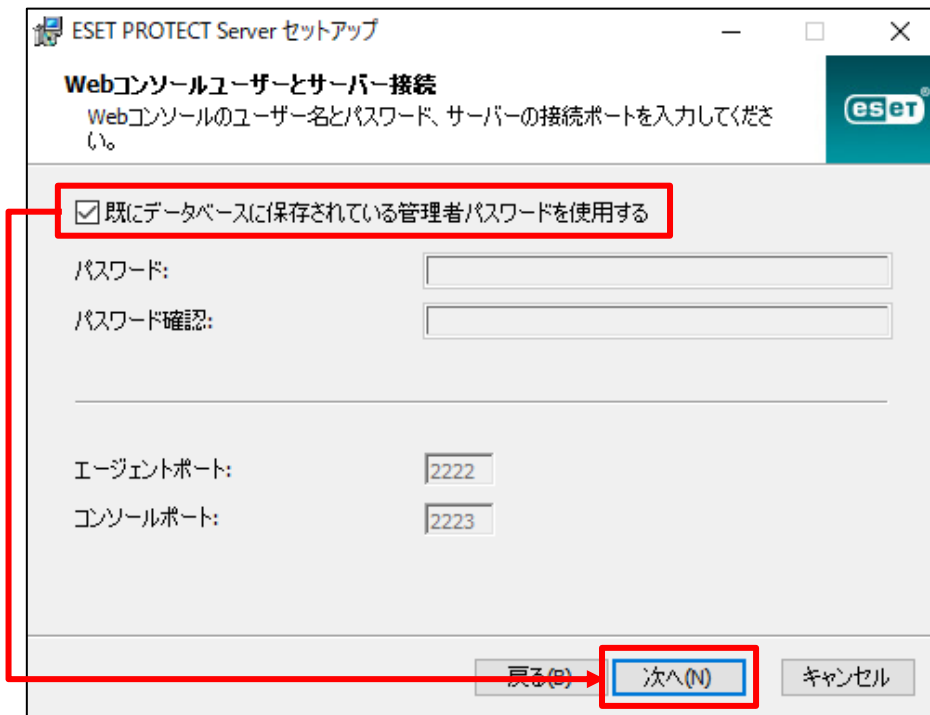 ESET PROTECT Server セットアップ
Webコンソールユーザーとサーバー接続
Webコンソールのユーザー名とパスワード、サーバーの接続ポートを入力してくださ
い。
eset®
既にデータベースに保存されている管理者パスワードを使用する
パスワード:
パスワード確認:
エージェントポート: 2222
コンソールポート: 2223
戻る(B) 次へ(N) キャンセル